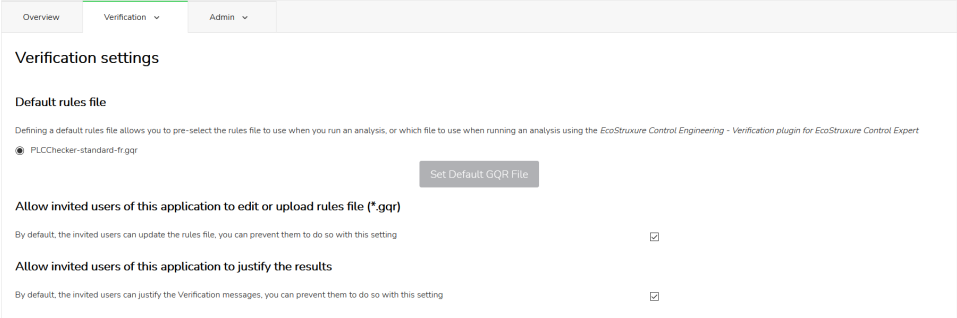 Overview Verification Admin
Verification settings
Default rules file
Defining a default rules file allows you to pre-select the rules file to use when you run an analysis, or which file to use when running an analysis using the EcoStruxure Control Engineering - Verification plugin for EcoStruxure Control Expert
PLCChecker-standard-fr.gqr
Set Default GQR File
Allow invited users of this application to edit or upload rules file (*.gqr)
By default, the invited users can update the rules file, you can prevent them to do so with this setting
Allow invited users of this application to justify the results
By default, the invited users can justify the Verification messages, you can prevent them to do so with this setting